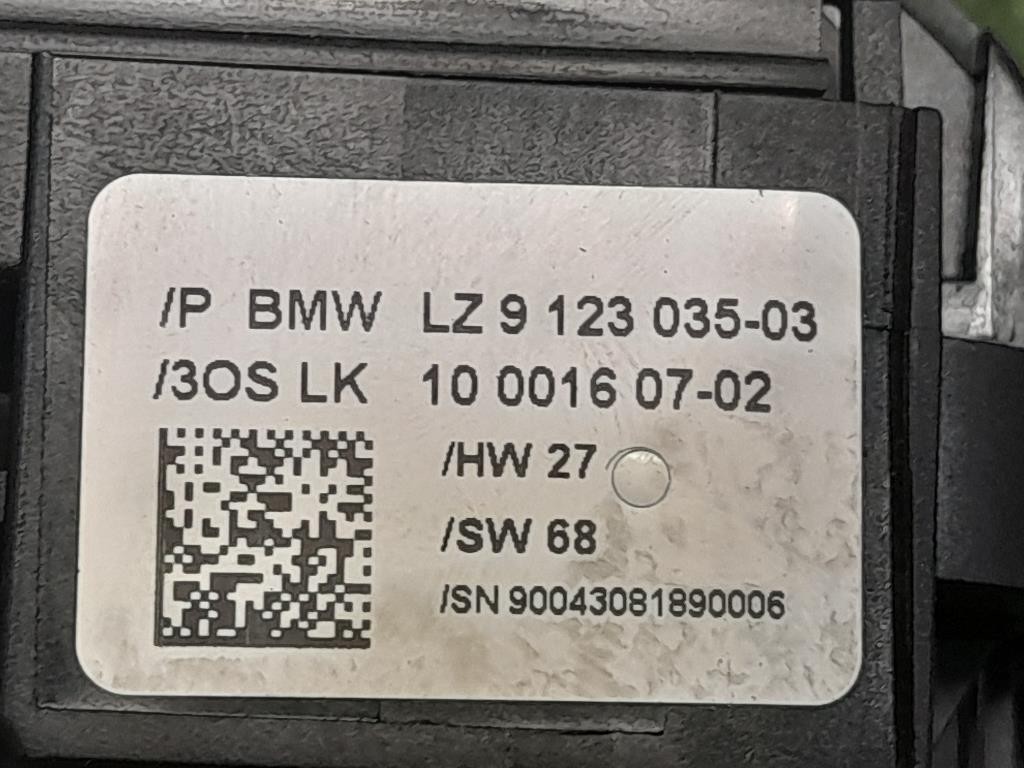 /P BMW LZ 9 123 035-03
/3OS LK 10 0016 07-02
/HW 27
/SW 68
/SN 90043081890006